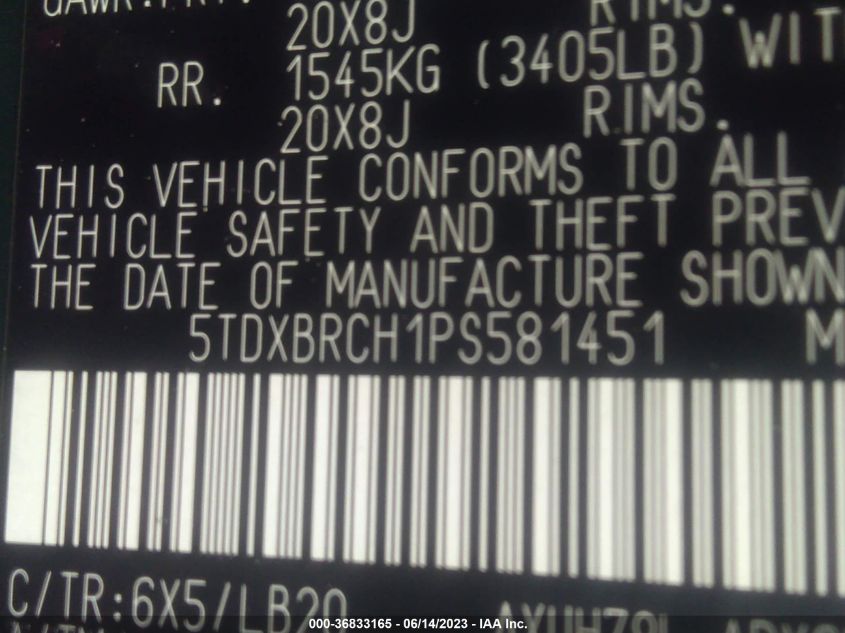 20X8J RIMS.
RR. 1545KG (3405LB) WIT
20X8J RIMS.
THIS VEHICLE CONFORMS TO ALL
VEHICLE SAFETY AND THEFT PREV
THE DATE OF MANUFACTURE SHOWN
5TDXBRCH1PS581451 M
C/TR:6X5/LB20
000-36833165 - 06/14/2023 - IAA Inc.